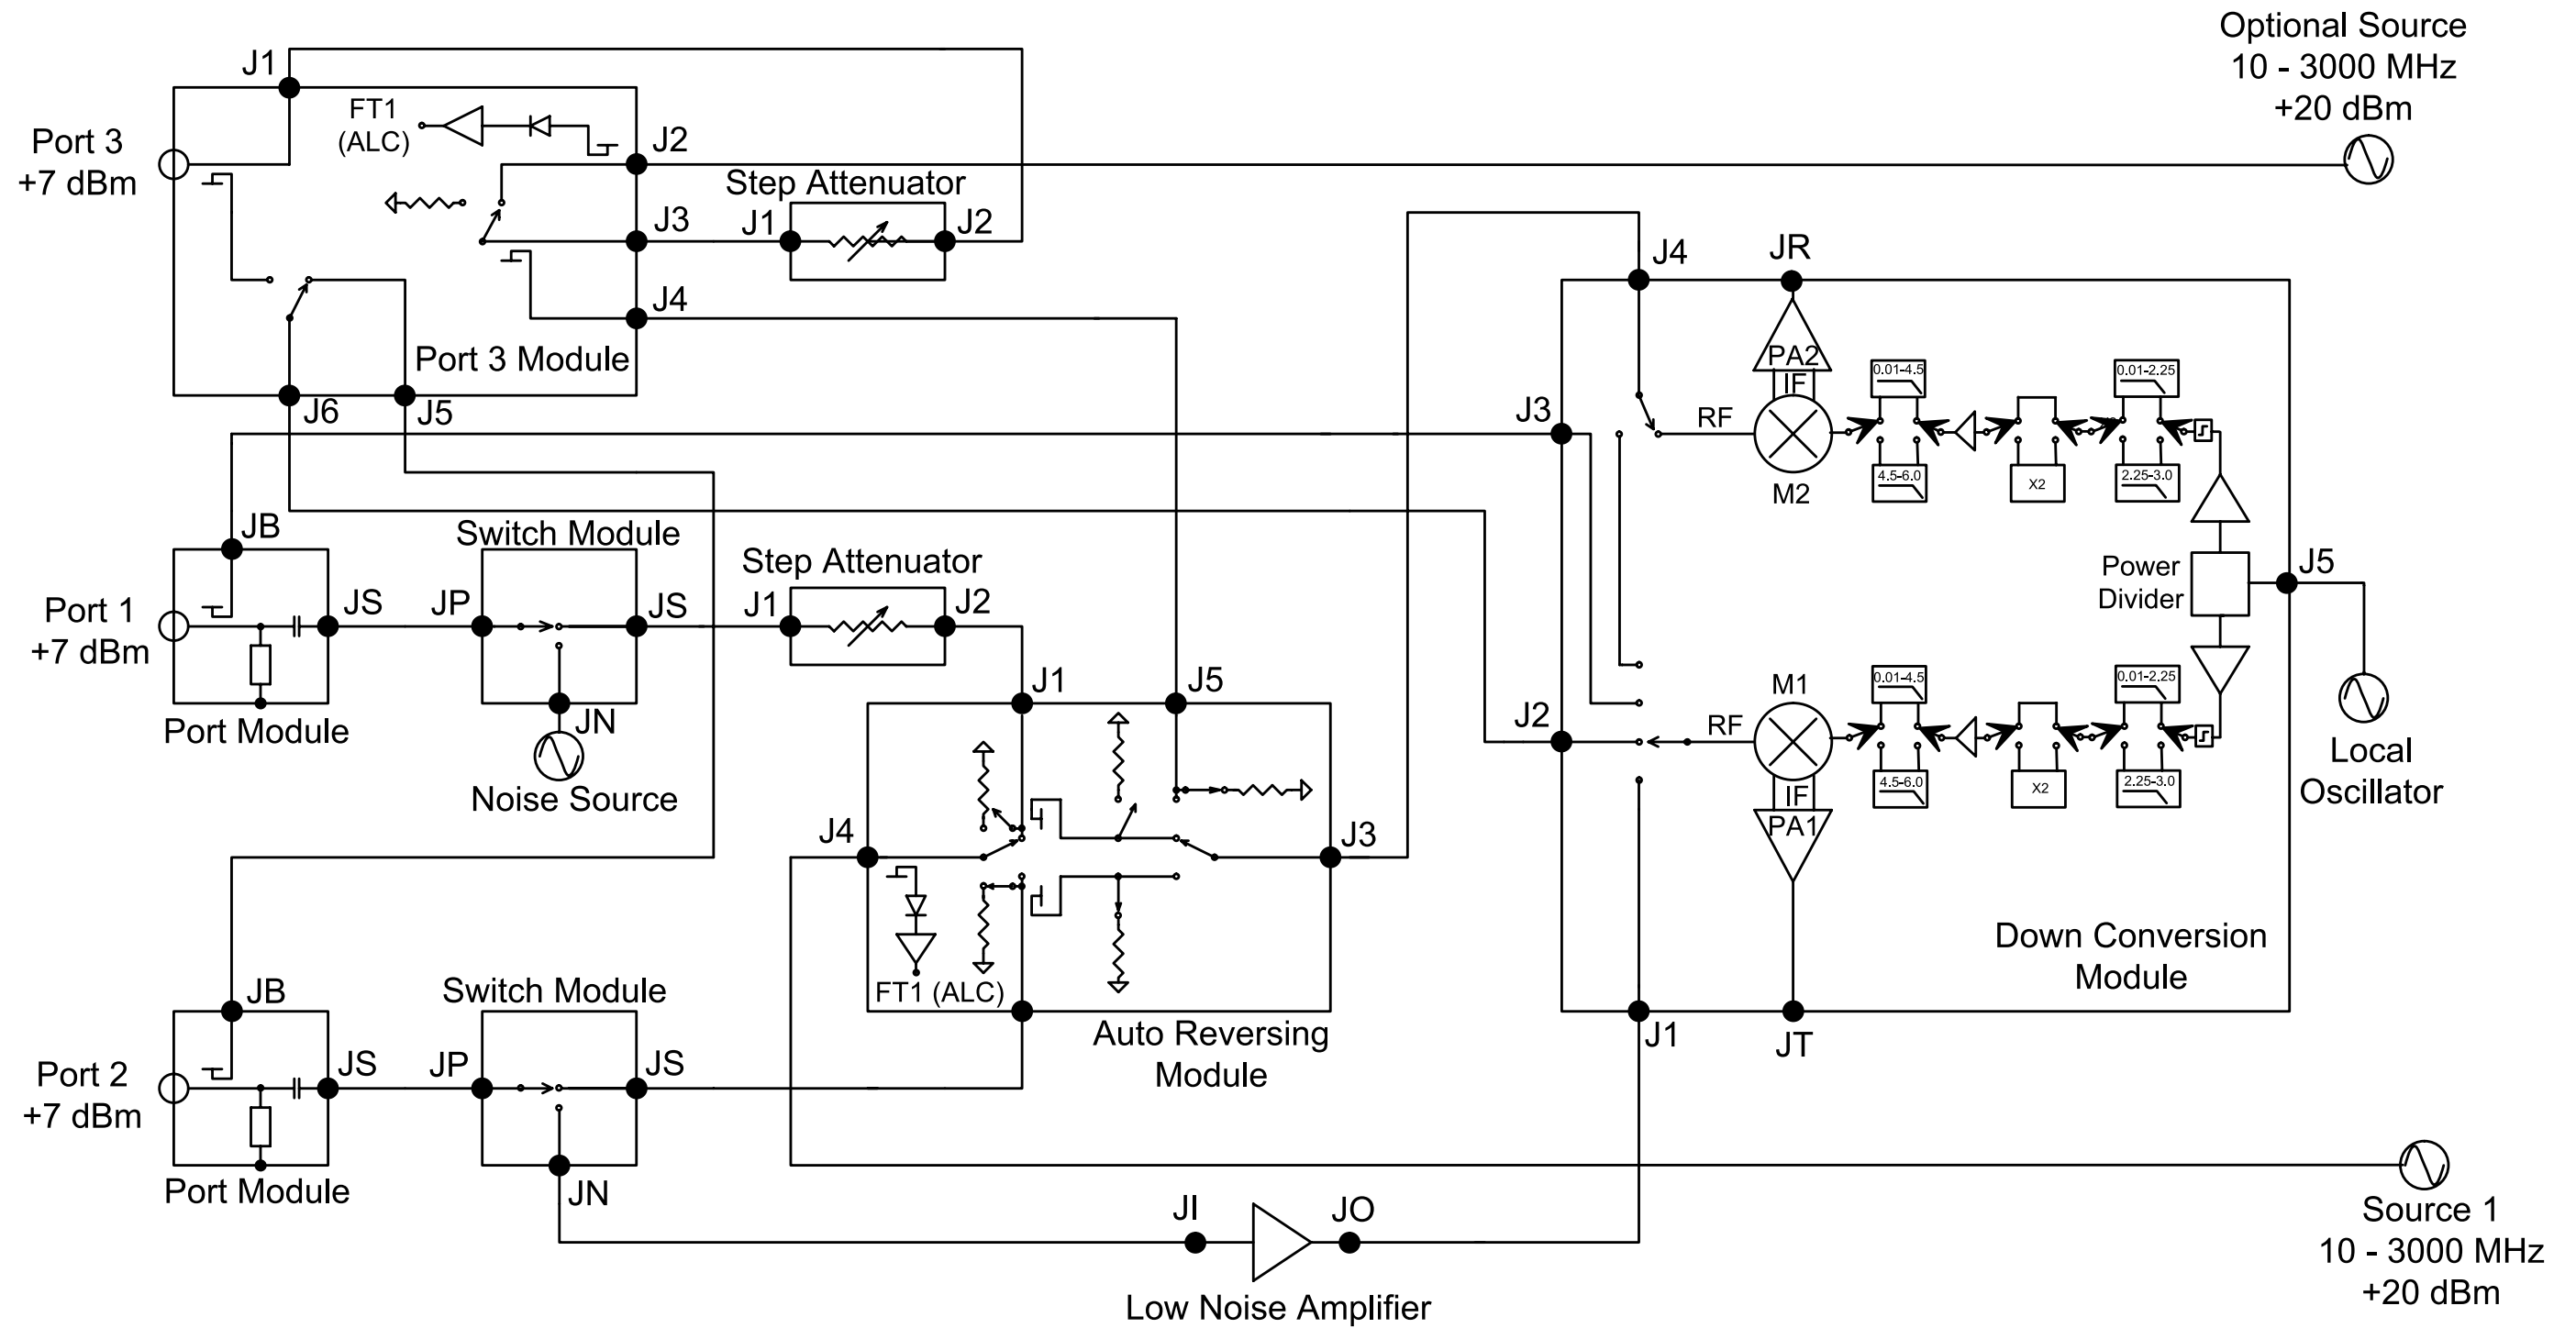 Optional Source
10 - 3000 MHz
+20 dBm
J1
FT1
(ALC)
Port 3
+7 dBm
J2
Step Attenuator
J3
J1
J2
J4
Port 3 Module
J6
J5
J4
JR
PA2
IF
0.01-4.5
0.01-2.25
J3
RF
M2
4.5-6.0
X2
2.25-3.0
JB
Switch Module
Step Attenuator
Port 1
+7 dBm
JS
JP
JS
J1
J2
Power
Divider
J5
Port Module
JN
Noise Source
J1
J5
J2
M1
RF
0.01-4.5
0.01-2.25
IF
PA1
4.5-6.0
X2
2.25-3.0
Local
Oscillator
J4
J3
FT1 (ALC)
Auto Reversing
Module
Down Conversion
Module
J1
JT
JB
Switch Module
Port 2
+7 dBm
JS
JP
JS
Port Module
JN
JI
JO
Low Noise Amplifier
Source 1
10 - 3000 MHz
+20 dBm